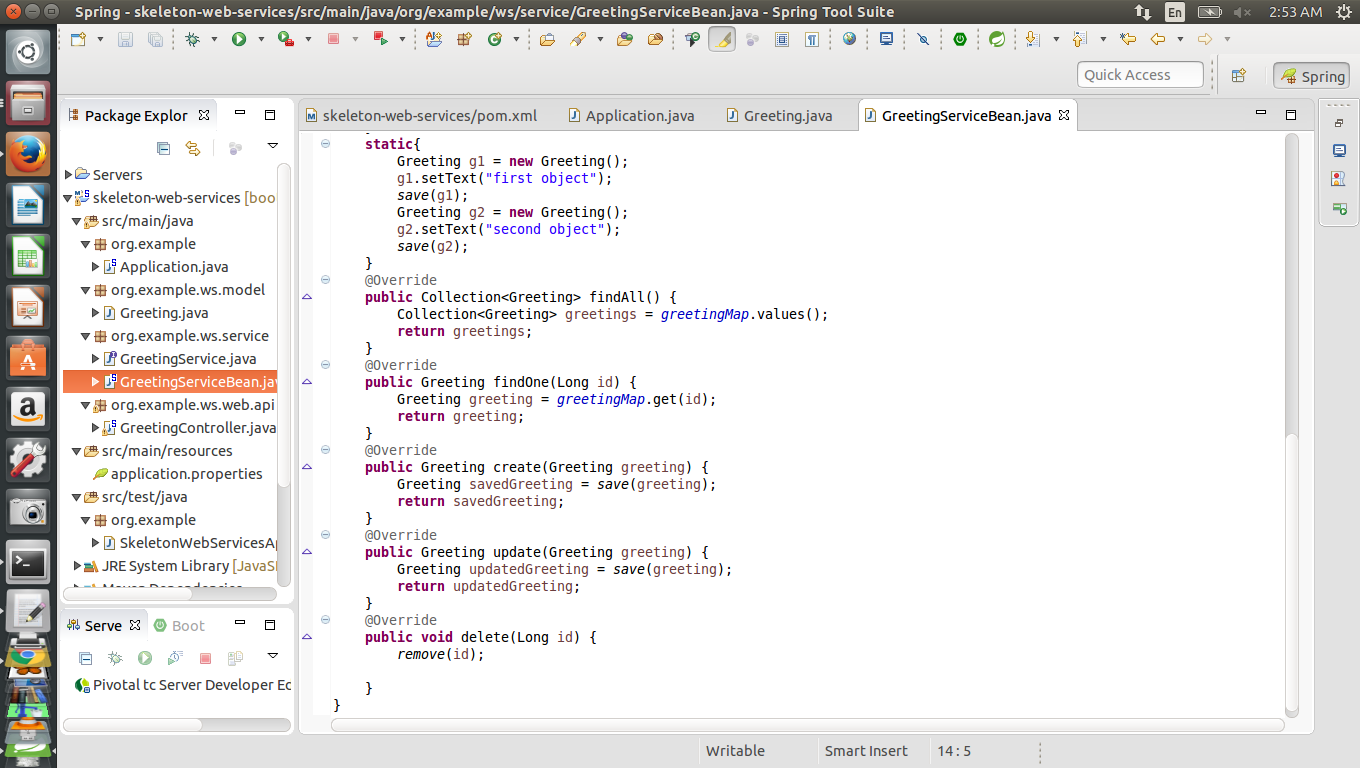 Spring - skeleton-web-services/src/main/java/org/example/ws/service/GreetingServiceBean.java - Spring Tool Suite
En
2:53 AM
Quick Access
Spring
Package Explor
Servers
skeleton-web-services [boo
src/main/java
org.example
Application.java
org.example.ws.model
Greeting.java
org.example.ws.service
GreetingService.java
GreetingServiceBean.jav
org.example.ws.web.api
GreetingController.java
src/main/resources
application.properties
src/test/java
org.example
SkeletonWebServicesAp
JRE System Library [JavaSE
Maven Dependencies
Serve
Boot
Pivotal tc Server Developer Ed
skeleton-web-services/pom.xml
Application.java
Greeting.java
GreetingServiceBean.java
static{
Greeting g1 = new Greeting();
g1.setText("first object");
save(g1);
Greeting g2 = new Greeting();
g2.setText("second object");
save(g2);
}
@Override
public Collection<Greeting> findAll() {
Collection<Greeting> greetings = greetingMap.values();
return greetings;
}
@Override
public Greeting findOne(Long id) {
Greeting greeting = greetingMap.get(id);
return greeting;
}
@Override
public Greeting create(Greeting greeting) {
Greeting savedGreeting = save(greeting);
return savedGreeting;
}
@Override
public Greeting update(Greeting greeting) {
Greeting updatedGreeting = save(greeting);
return updatedGreeting;
}
@Override
public void delete(Long id) {
remove(id);
}
}
Writable
Smart Insert
14 : 5